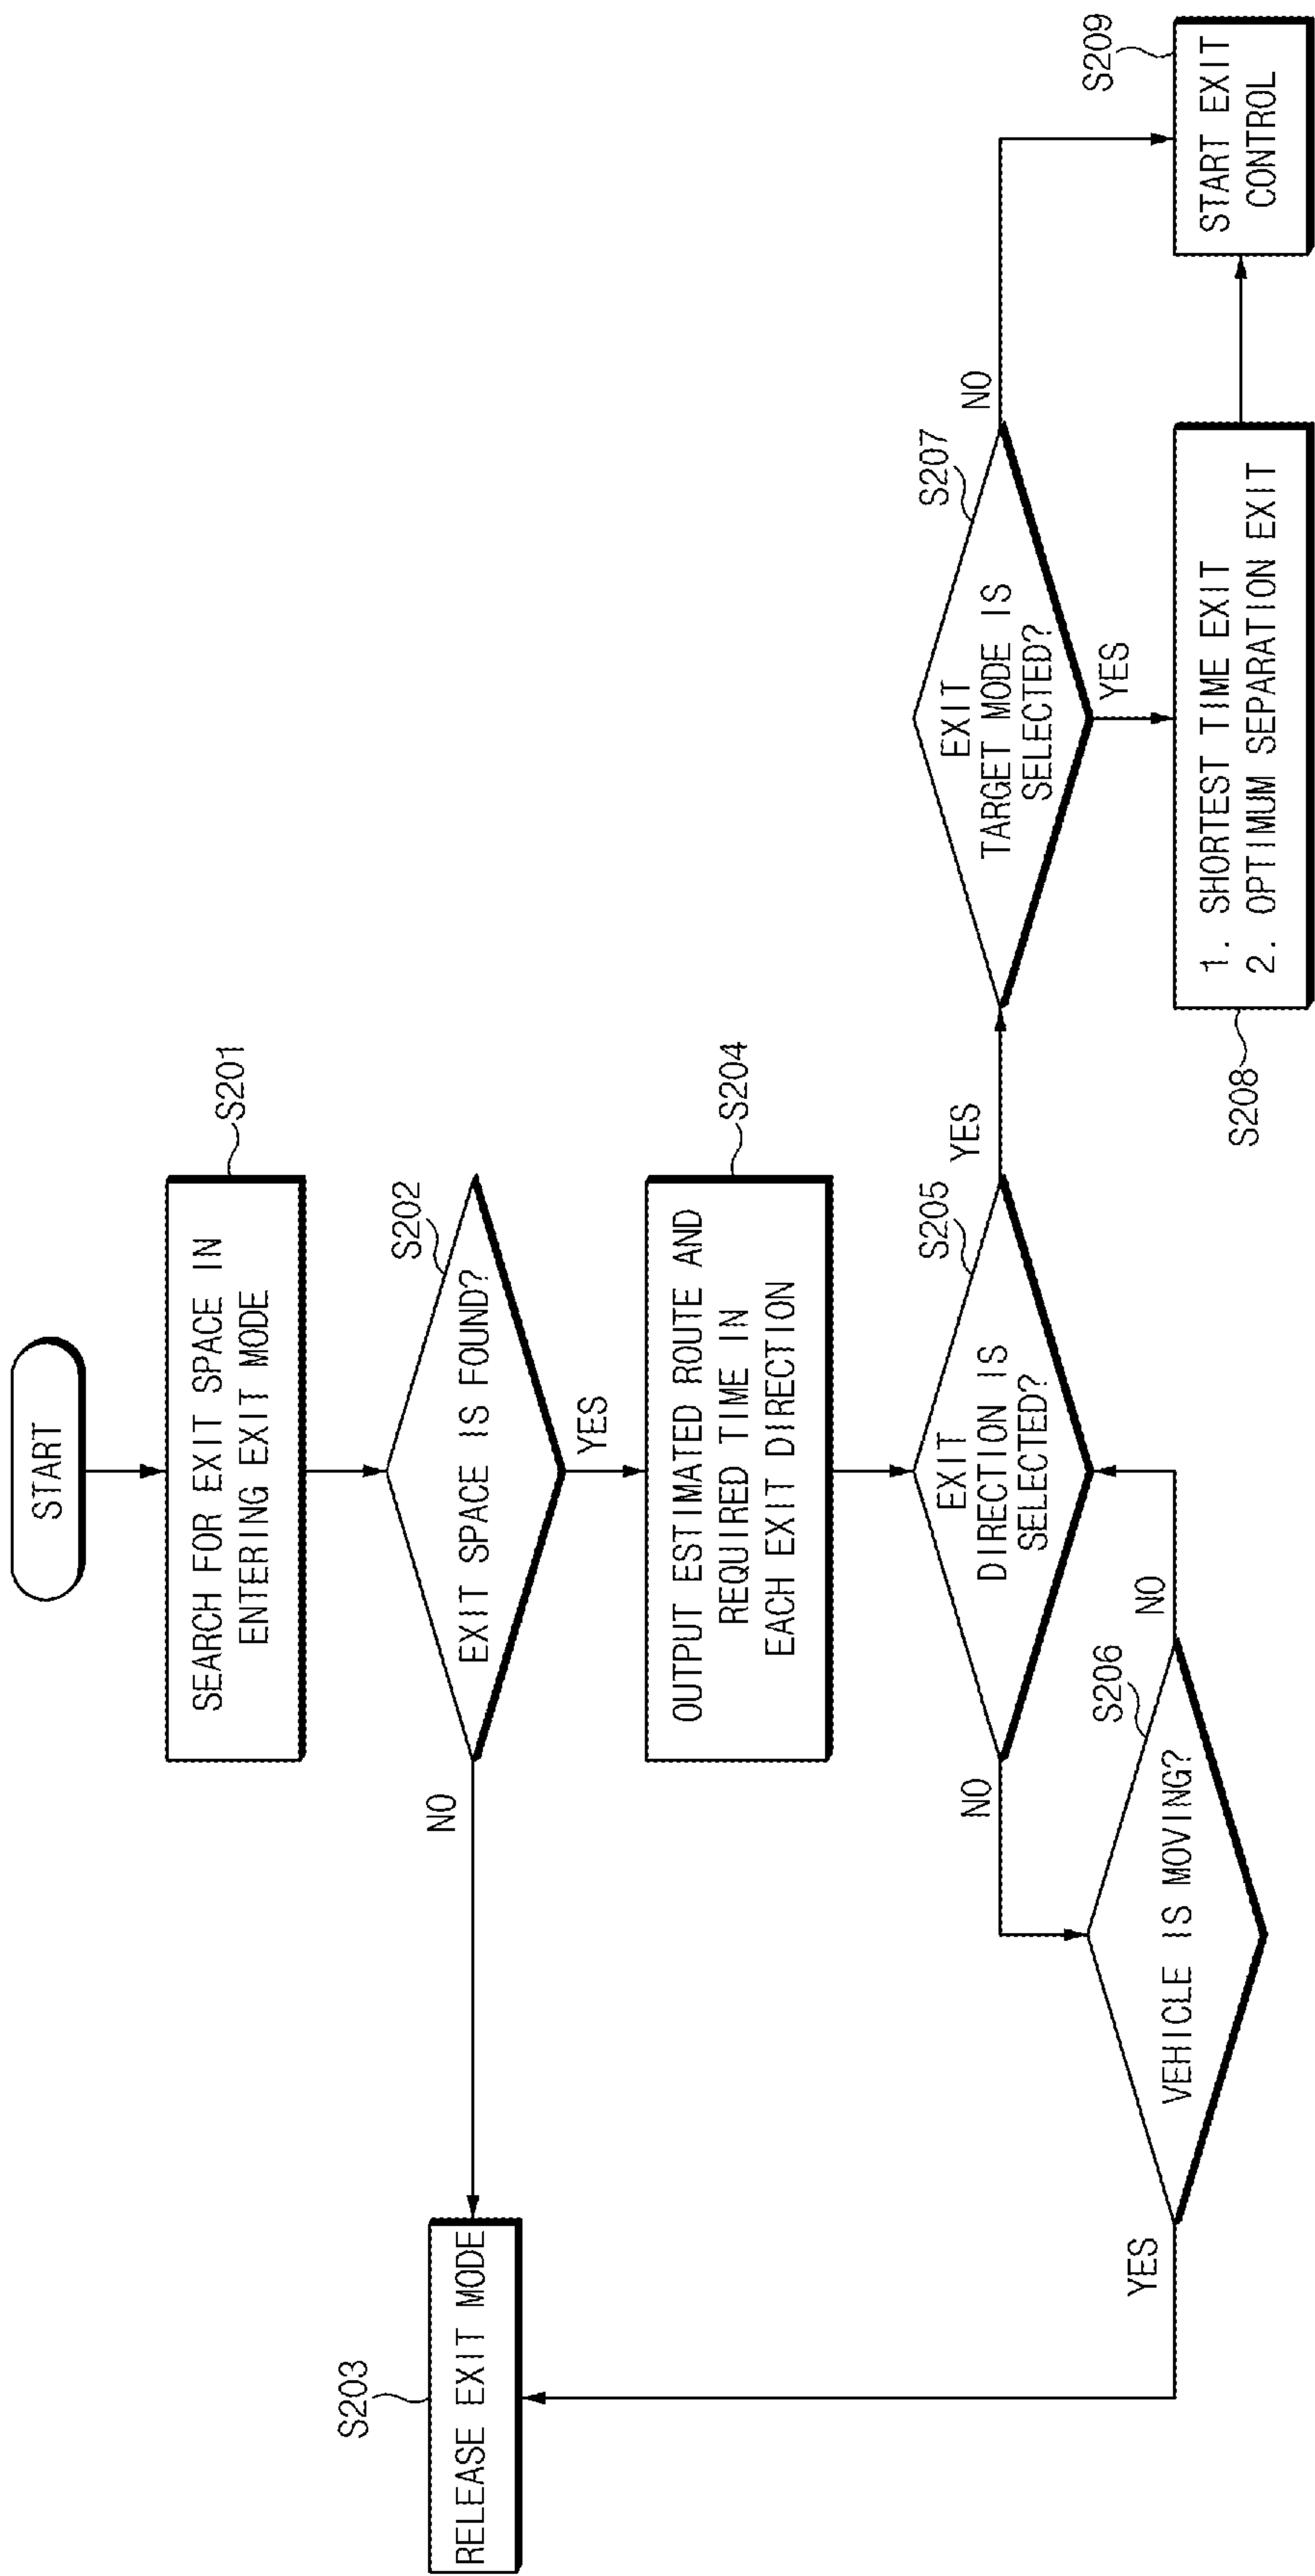 START
SEARCH FOR EXIT SPACE IN
ENTERING EXIT MODE
S201
EXIT SPACE IS FOUND?
S202
NO
YES
RELEASE EXIT MODE
S203
OUTPUT ESTIMATED ROUTE AND
REQUIRED TIME IN
EACH EXIT DIRECTION
S204
EXIT
DIRECTION IS
SELECTED?
S205
NO
YES
VEHICLE IS MOVING?
S206
YES
NO
EXIT
TARGET MODE IS
SELECTED?
S207
NO
YES
1. SHORTEST TIME EXIT
2. OPTIMUM SEPARATION EXIT
S208
START EXIT
CONTROL
S209